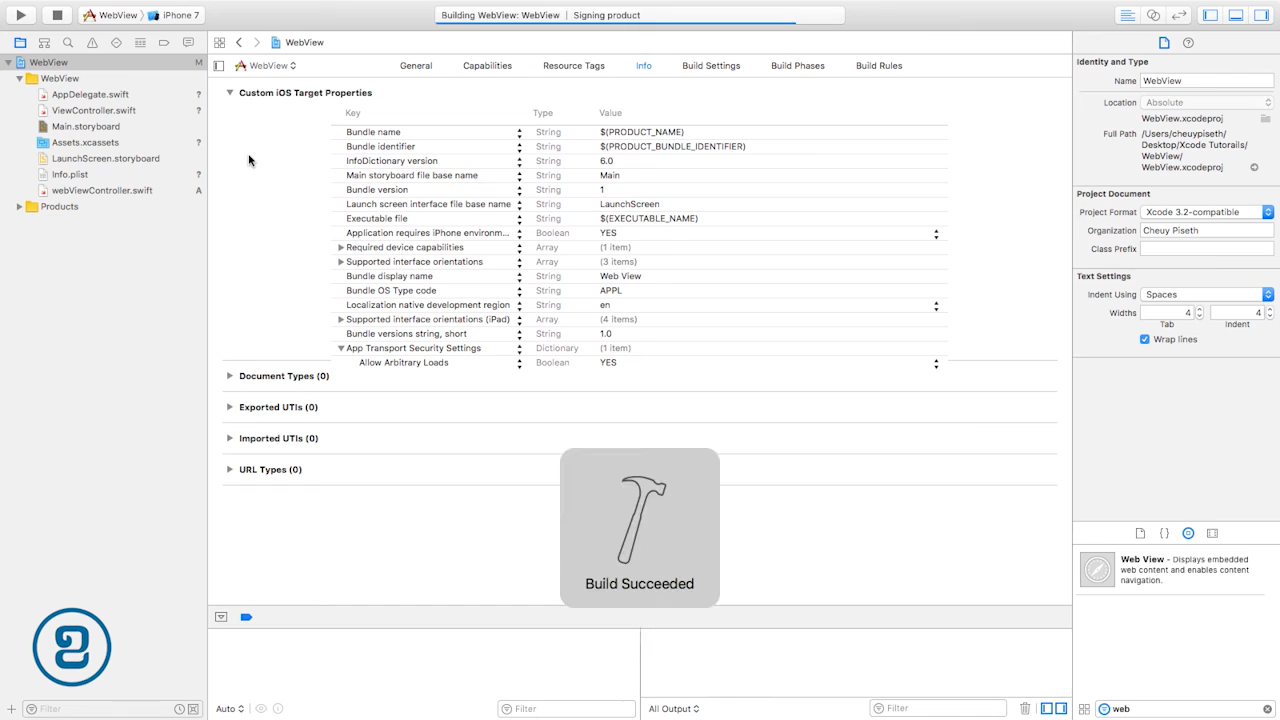 WebView
iPhone 7
Building WebView: WebView | Signing product
WebView
WebView M
WebView
AppDelegate.swift ?
ViewController.swift ?
Main.storyboard
Assets.xcassets ?
LaunchScreen.storyboard
Info.plist ?
webViewController.swift A
Products
WebView
General
Capabilities
Resource Tags
Info
Build Settings
Build Phases
Build Rules
Custom iOS Target Properties
Key Type Value
Bundle name String $(PRODUCT_NAME)
Bundle identifier String $(PRODUCT_BUNDLE_IDENTIFIER)
InfoDictionary version String 6.0
Main storyboard file base name String Main
Bundle version String 1
Launch screen interface file base name String LaunchScreen
Executable file String $(EXECUTABLE_NAME)
Application requires iPhone environm... Boolean YES
Required device capabilities Array (1 item)
Supported interface orientations Array (3 items)
Bundle display name String Web View
Bundle OS Type code String APPL
Localization native development region String en
Supported interface orientations (iPad) Array (4 items)
Bundle versions string, short String 1.0
App Transport Security Settings Dictionary (1 item)
Allow Arbitrary Loads Boolean YES
Document Types (0)
Exported UTIs (0)
Imported UTIs (0)
URL Types (0)
Build Succeeded
Filter
Auto
Filter
All Output
Filter
Identity and Type
Name WebView
Location Absolute
WebView.xcodeproj
Full Path /Users/cheuypiseth/
Desktop/Xcode Tutorails/
WebView/
WebView.xcodeproj
Project Document
Project Format Xcode 3.2-compatible
Organization Cheuy Piseth
Class Prefix
Text Settings
Indent Using Spaces
Widths 4 4
Tab Indent
Wrap lines
Web View - Displays embedded
web content and enables content
navigation.
web